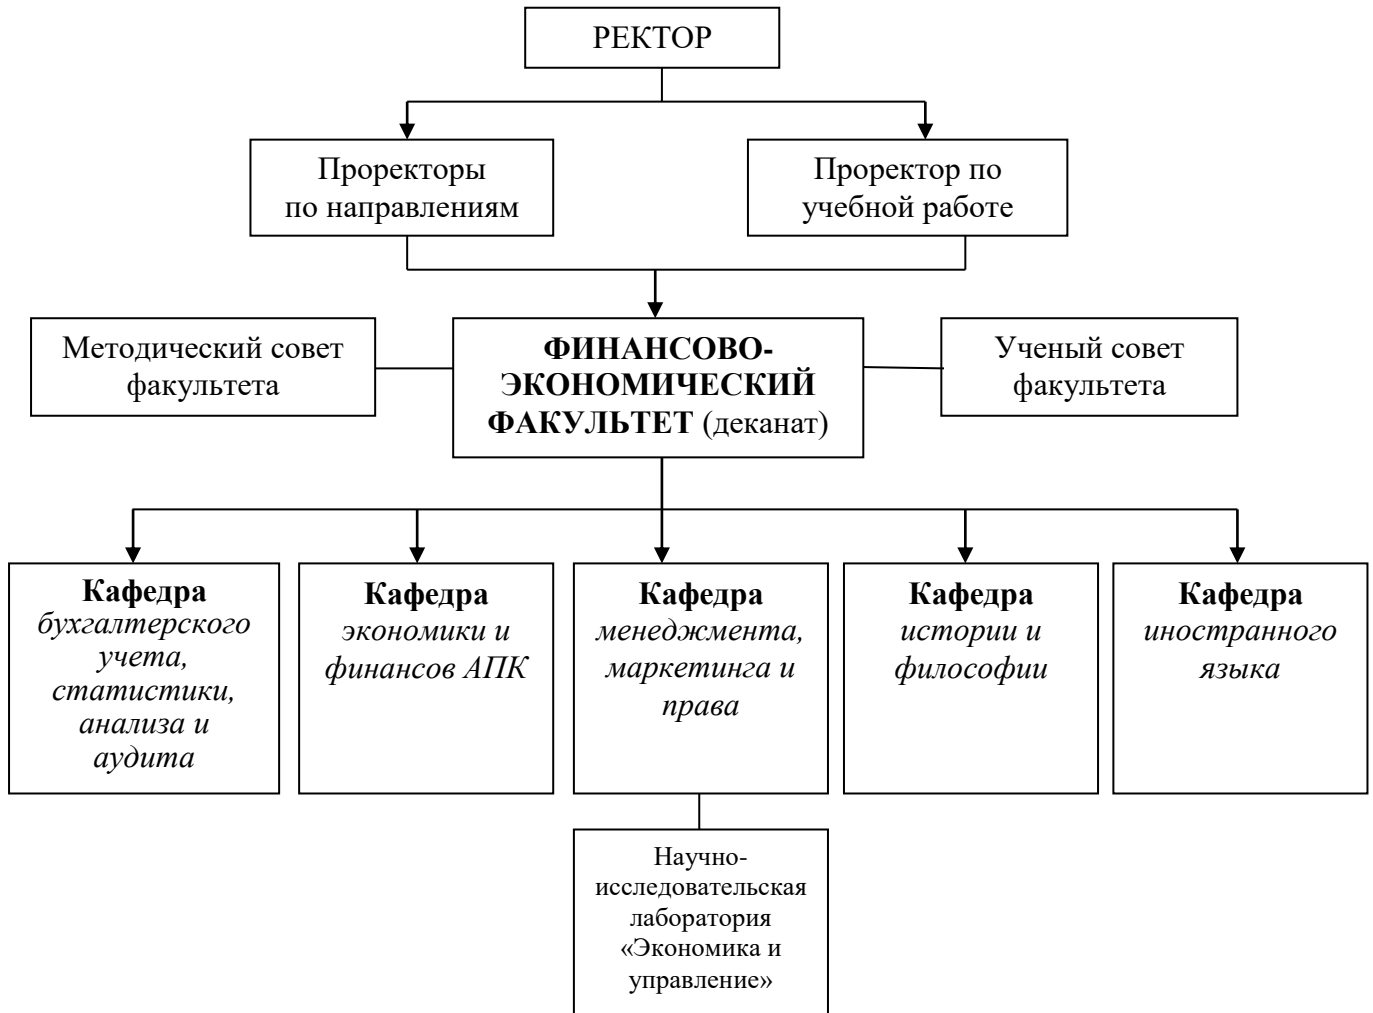 РЕКТОР
Проректоры
по направлениям
Проректор по
учебной работе
Методический совет
факультета
ФИНАНСОВО-
ЭКОНОМИЧЕСКИЙ
ФАКУЛЬТЕТ (деканат)
Ученый совет
факультета
Кафедра
бухгалтерского
учета,
статистики,
анализа и
аудита
Кафедра
экономики и
финансов АПК
Кафедра
менеджмента,
маркетинга и
права
Кафедра
истории и
философии
Кафедра
иностранного
языка
Научно-
исследовательская
лаборатория
«Экономика и
управление»